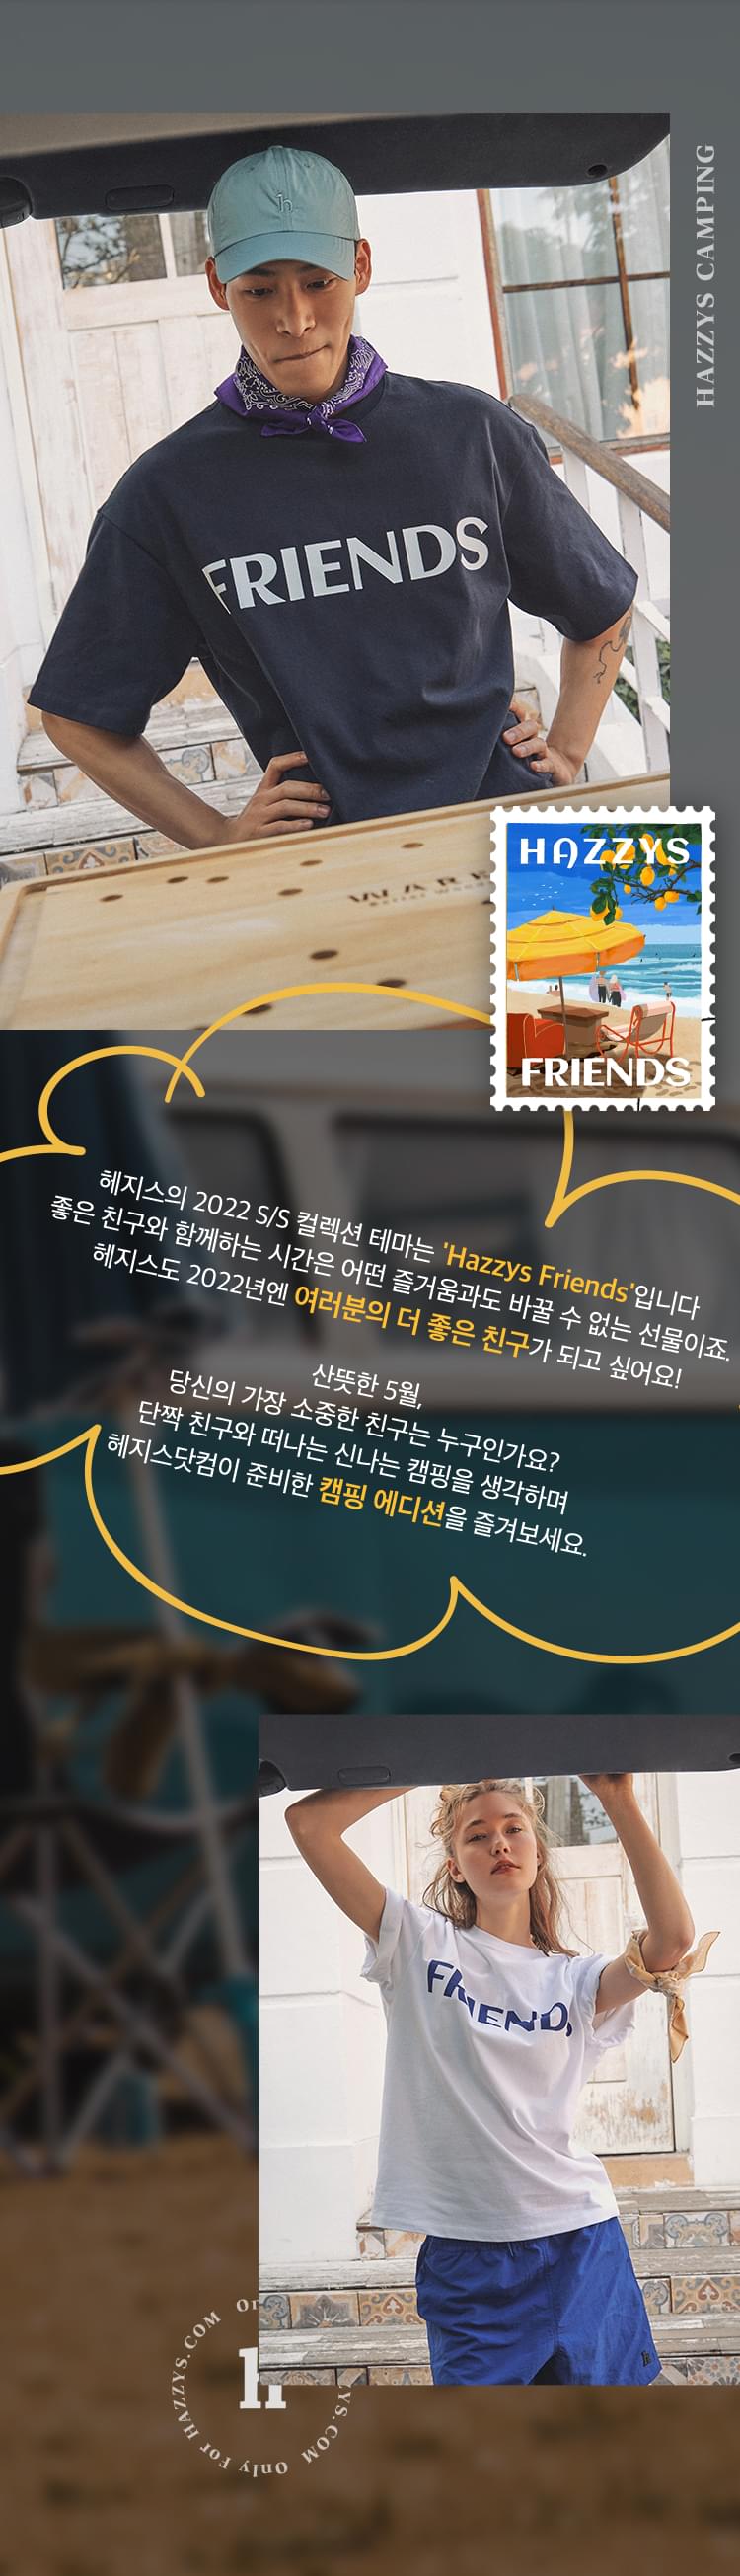 HAZZYS CAMPING
h
FRIENDS
HAZZYS
FRIENDS
헤지스의 2022 S/S 컬렉션 테마는 'Hazzys Friends'입니다
좋은 친구와 함께하는 시간은 어떤 즐거움과도 바꿀 수 없는 선물이죠.
헤지스도 2022년엔 여러분의 더 좋은 친구가 되고 싶어요!
산뜻한 5월,
당신의 가장 소중한 친구는 누구인가요?
단짝 친구와 떠나는 신나는 캠핑을 생각하며
헤지스닷컴이 준비한 캠핑 에디션을 즐겨보세요.
FRIENDS
h
Only For HAZZYS.COM